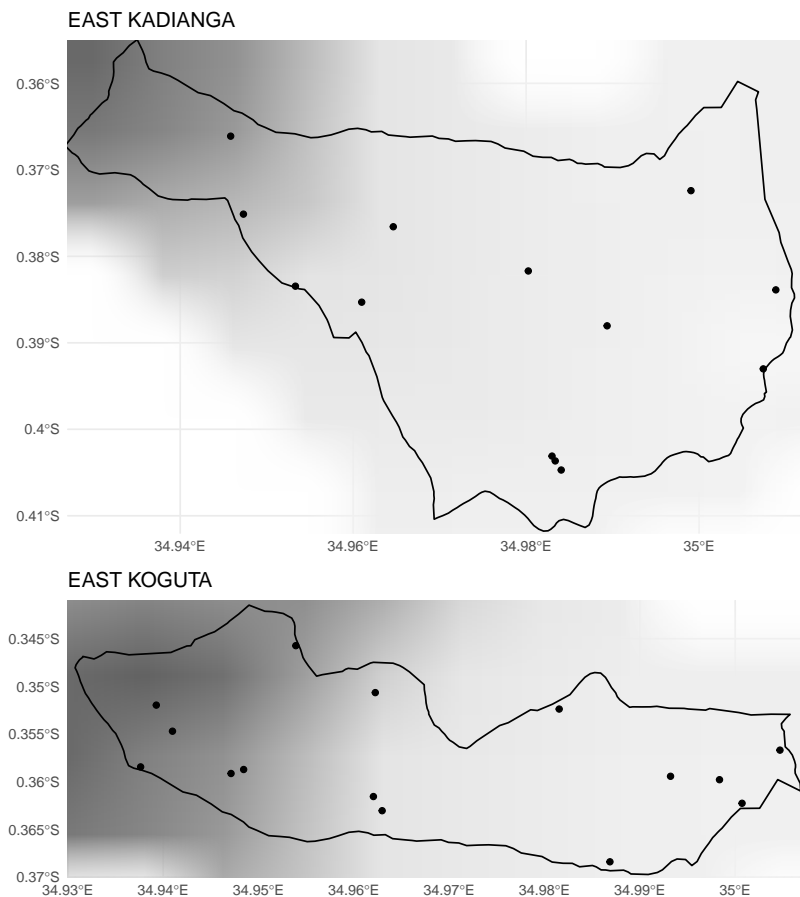 EAST KADIANGA
0.36°S
0.37°S
0.38°S
0.39°S
0.4°S
0.41°S
34.94°E 34.96°E 34.98°E 35°E
EAST KOGUTA
0.345°S
0.35°S
0.355°S
0.36°S
0.365°S
0.37°S
34.93°E 34.94°E 34.95°E 34.96°E 34.97°E 34.98°E 34.99°E 35°E